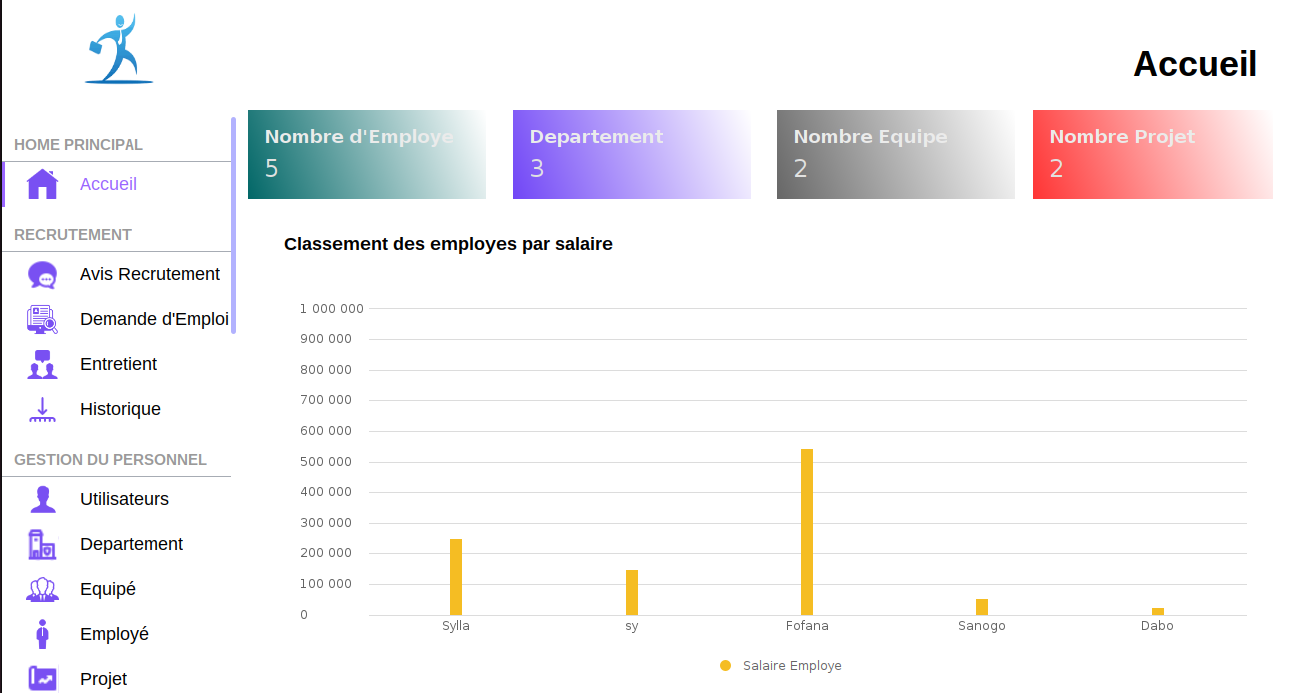 Accueil
HOME PRINCIPAL
Accueil
RECRUTEMENT
Avis Recrutement
Demande d'Emploi
Entretient
Historique
GESTION DU PERSONNEL
Utilisateurs
Departement
Equipé
Employé
Projet
Nombre d'Employe
5
Departement
3
Nombre Equipe
2
Nombre Projet
2
Classement des employes par salaire
1 000 000
900 000
800 000
700 000
600 000
500 000
400 000
300 000
200 000
100 000
0
Sylla sy Fofana Sanogo Dabo
Salaire Employe